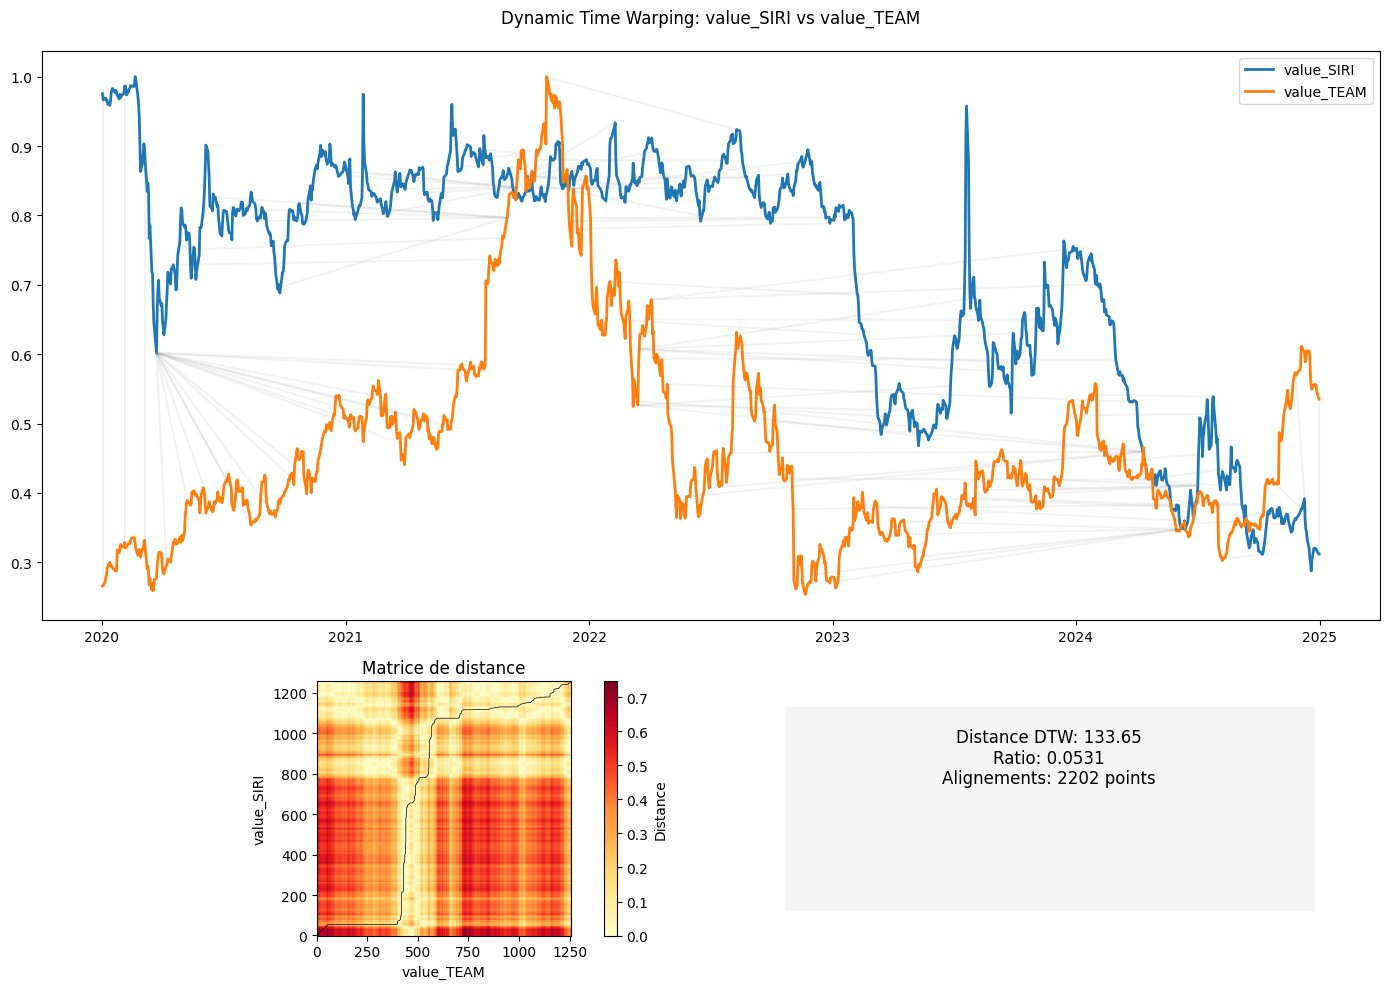 Dynamic Time Warping: value_SIRI vs value_TEAM
value_SIRI
value_TEAM
1.0
0.9
0.8
0.7
0.6
0.5
0.4
0.3
2020 2021 2022 2023 2024 2025
Matrice de distance
value_SIRI
1200
1000
800
600
400
200
0
0 250 500 750 1000 1250
value_TEAM
0.7
0.6
0.5
0.4
0.3
0.2
0.1
0.0
Distance
Distance DTW: 133.65
Ratio: 0.0531
Alignements: 2202 points